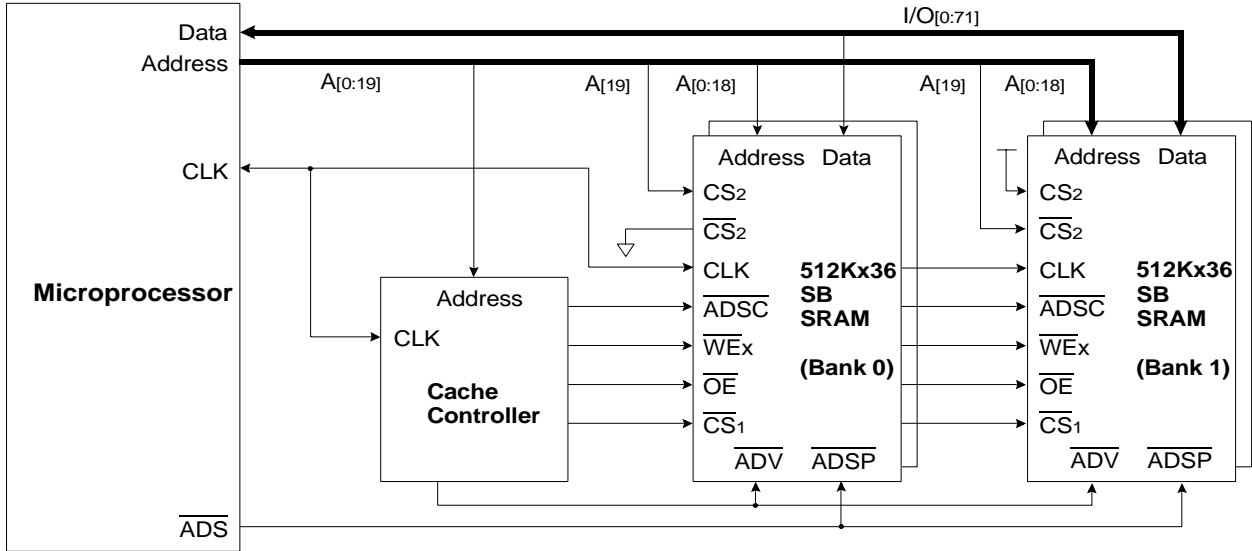 I/O[0:71]
Data
Address
A[0:19] A[19] A[0:18] A[19] A[0:18]
CLK
Microprocessor
ADS
Address
CLK
Cache
Controller
Address Data
CS2
CS2
CLK
ADSC
WEx
OE
CS1
ADV ADSP
512Kx36
SB
SRAM
(Bank 0)
Address Data
CS2
CS2
CLK
ADSC
WEx
OE
CS1
ADV ADSP
512Kx36
SB
SRAM
(Bank 1)